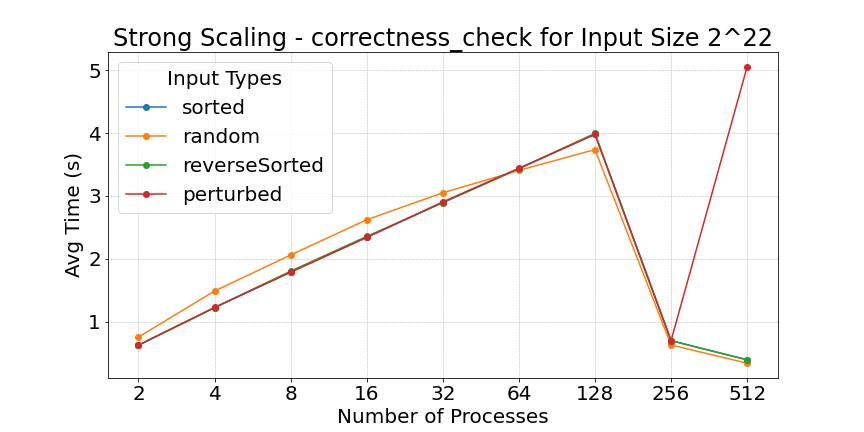 Strong Scaling - correctness_check for Input Size 2^22
Input Types
sorted
random
reverseSorted
perturbed
Avg Time (s)
5
4
3
2
1
2 4 8 16 32 64 128 256 512
Number of Processes